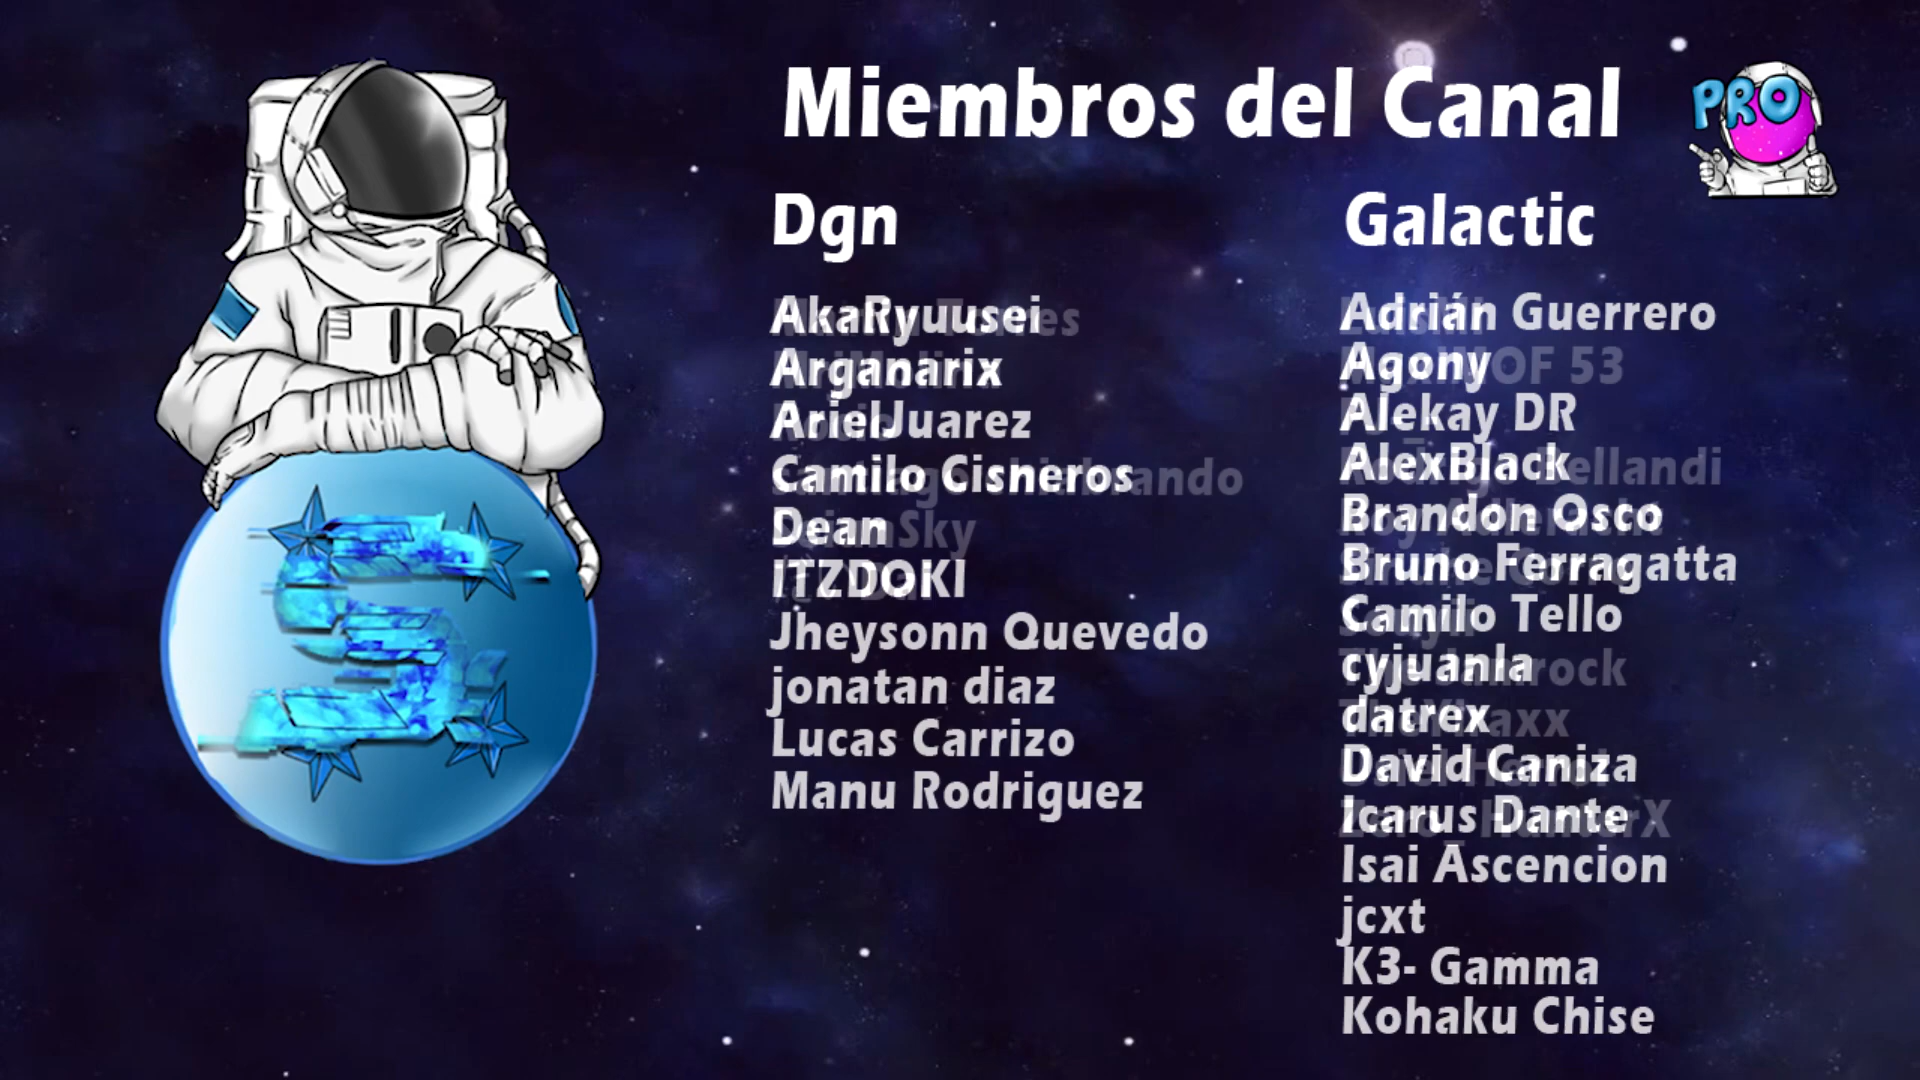 Miembros del Canal
PRO
Dgn
AkaRyuusei
Arganarix
ArielJuarez
Camilo Cisneros
Dean
ITZDOKI
Jheysonn Quevedo
jonatan diaz
Lucas Carrizo
Manu Rodriguez
Galactic
Adrián Guerrero
Agony
Alekay DR
AlexBlack
Brandon Osco
Bruno Ferragatta
Camilo Tello
cyjuanla
datrex
David Caniza
Icarus Dante
Isai Ascencion
jcxt
K3- Gamma
Kohaku Chise
S